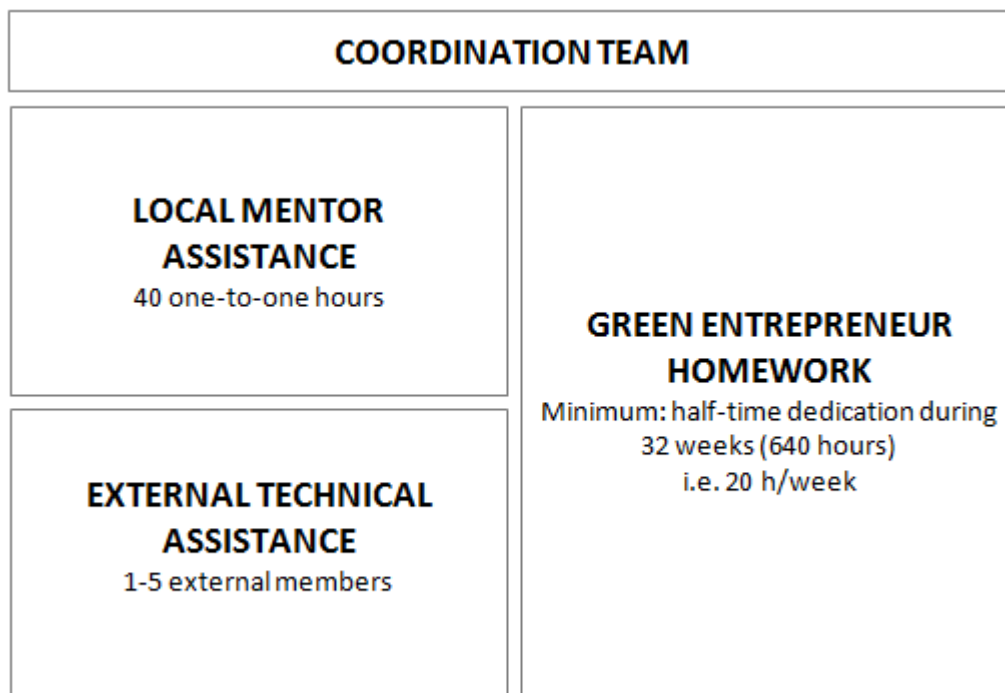 COORDINATION TEAM
LOCAL MENTOR
ASSISTANCE
40 one-to-one hours
EXTERNAL TECHNICAL
ASSISTANCE
1-5 external members
GREEN ENTREPRENEUR
HOMEWORK
Minimum: half-time dedication during
32 weeks (640 hours)
i.e. 20 h/week